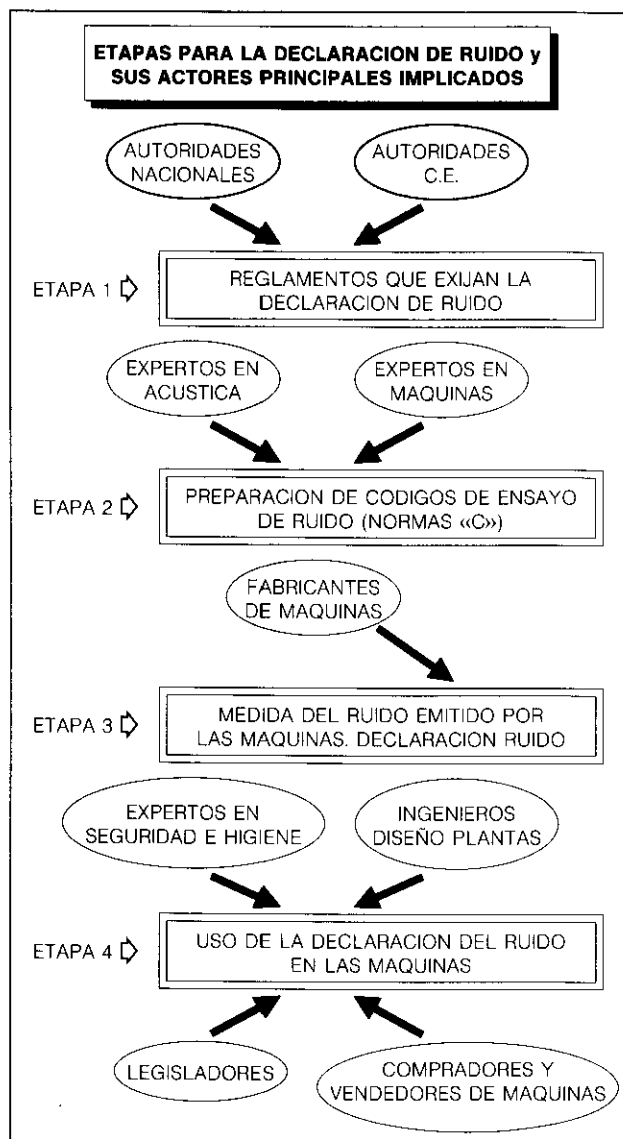 ETAPAS PARA LA DECLARACION DE RUIDO y
SUS ACTORES PRINCIPALES IMPLICADOS
AUTORIDADES
NACIONALES
AUTORIDADES
C.E.
ETAPA 1
REGLAMENTOS QUE EXIJAN LA
DECLARACION DE RUIDO
EXPERTOS EN
ACUSTICA
EXPERTOS EN
MAQUINAS
ETAPA 2
PREPARACION DE CODIGOS DE ENSAYO
DE RUIDO (NORMAS «C»)
FABRICANTES
DE MAQUINAS
ETAPA 3
MEDIDA DEL RUIDO EMITIDO POR
LAS MAQUINAS. DECLARACION RUIDO
EXPERTOS EN
SEGURIDAD E HIGIENE
INGENIEROS
DISEÑO PLANTAS
ETAPA 4
USO DE LA DECLARACION DEL RUIDO
EN LAS MAQUINAS
LEGISLADORES
COMPRADORES Y
VENDEDORES DE MAQUINAS